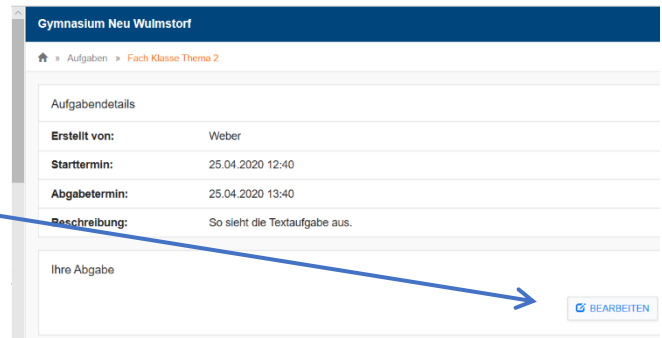 Gymnasium Neu Wulmstorf
» Aufgaben » Fach Klasse Thema 2
Aufgabendetails
Erstellt von: Weber
Starttermin: 25.04.2020 12:40
Abgabetermin: 25.04.2020 13:40
Beschreibung: So sieht die Textaufgabe aus.
Ihre Abgabe
BEARBEITEN